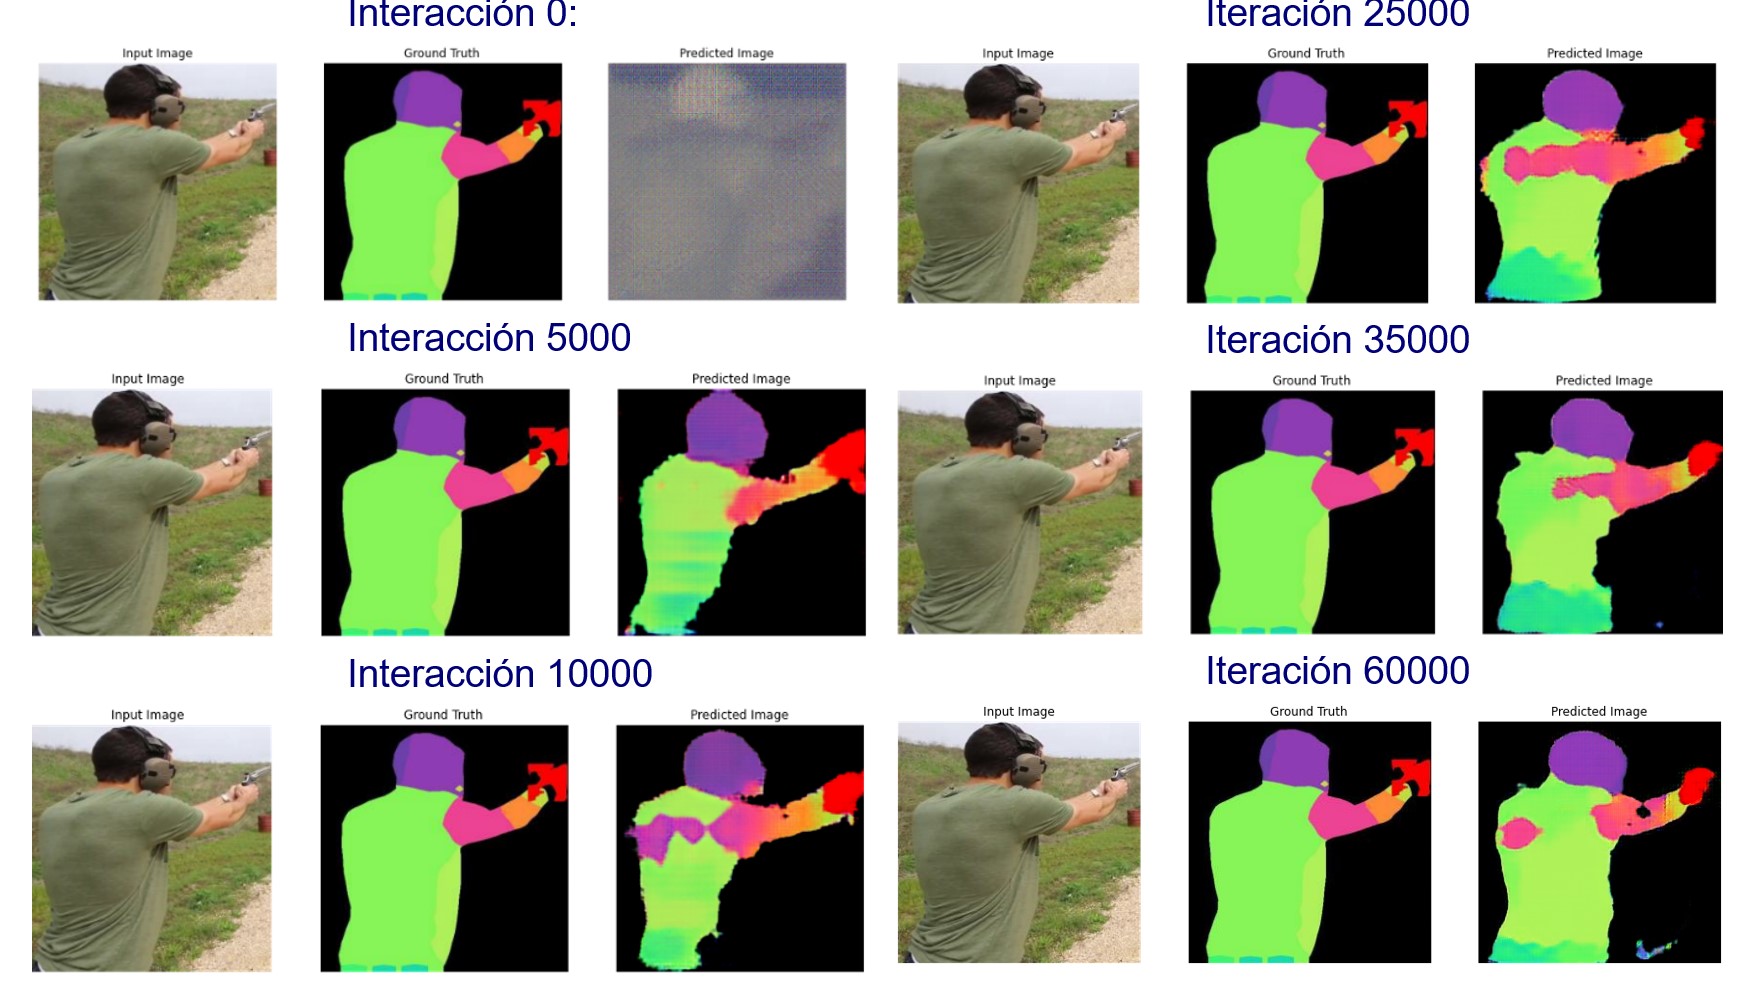 Interacción 0:
Input Image
Ground Truth
Predicted Image
Interacción 5000
Input Image
Ground Truth
Predicted Image
Interacción 10000
Input Image
Ground Truth
Predicted Image
Iteración 25000
Input Image
Ground Truth
Predicted Image
Iteración 35000
Input Image
Ground Truth
Predicted Image
Iteración 60000
Input Image
Ground Truth
Predicted Image